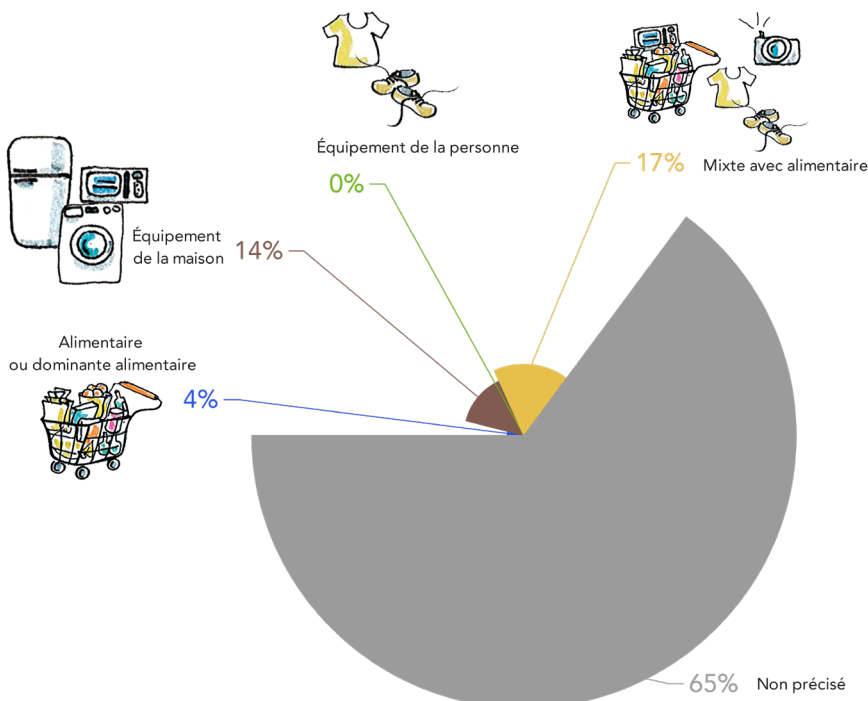 Équipement de la personne
0%
17% Mixte avec alimentaire
Équipement
de la maison
14%
Alimentaire
ou dominante alimentaire
4%
65% Non précisé